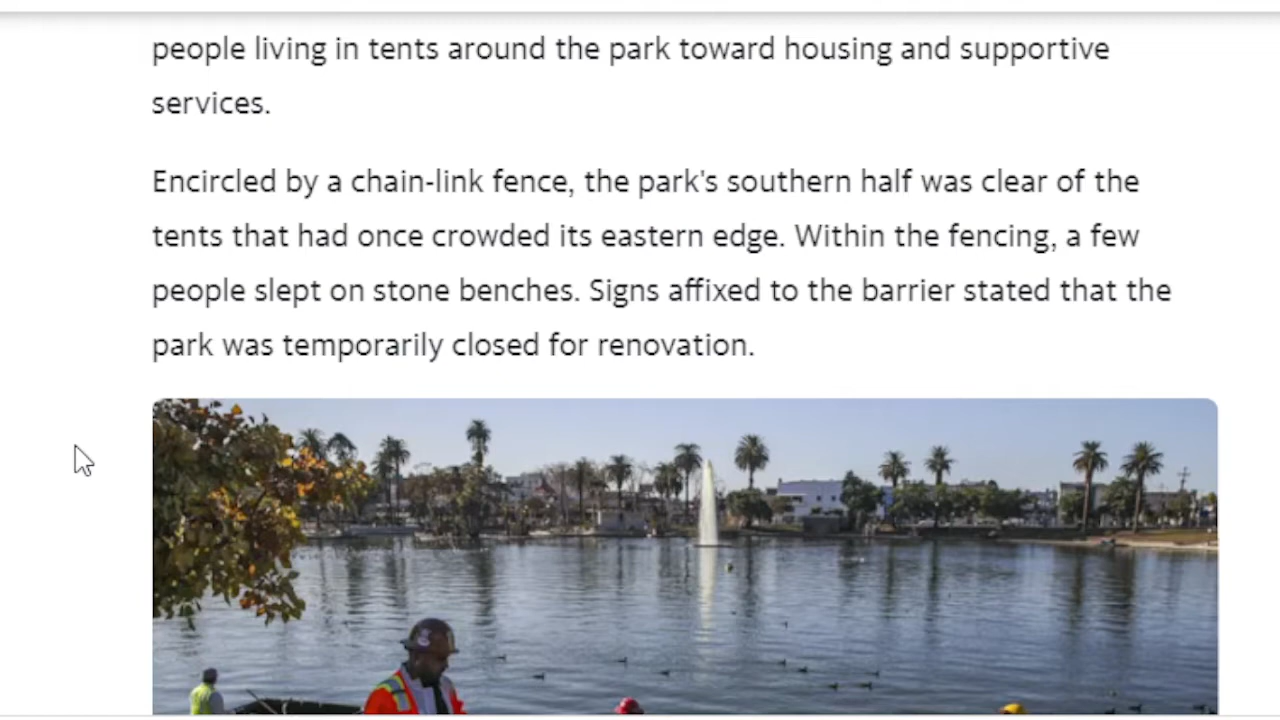 people living in tents around the park toward housing and supportive
services.
Encircled by a chain-link fence, the park's southern half was clear of the
tents that had once crowded its eastern edge. Within the fencing, a few
people slept on stone benches. Signs affixed to the barrier stated that the
park was temporarily closed for renovation.